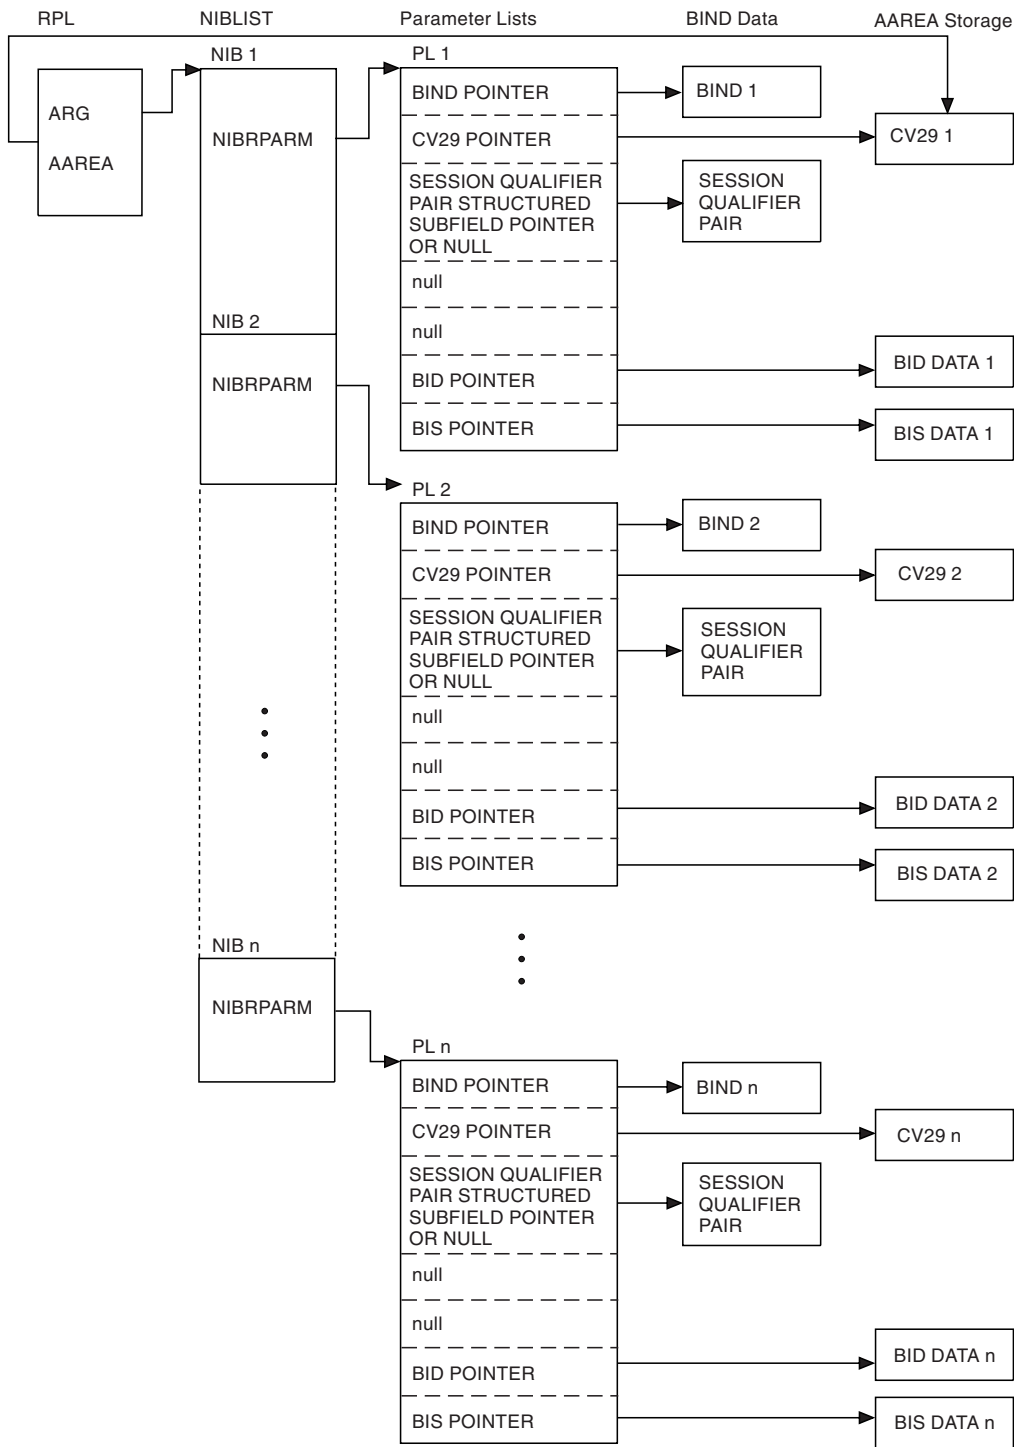 RPL
NIBLIST
Parameter Lists
BIND Data
AAREA Storage
ARG
AAREA
NIB 1
NIBRPARM
NIB 2
NIBRPARM
NIB n
NIBRPARM
PL 1
BIND POINTER
CV29 POINTER
SESSION QUALIFIER
PAIR STRUCTURED
SUBFIELD POINTER
OR NULL
null
null
BID POINTER
BIS POINTER
BIND 1
SESSION
QUALIFIER
PAIR
CV29 1
BID DATA 1
BIS DATA 1
PL 2
BIND POINTER
CV29 POINTER
SESSION QUALIFIER
PAIR STRUCTURED
SUBFIELD POINTER
OR NULL
null
null
BID POINTER
BIS POINTER
BIND 2
SESSION
QUALIFIER
PAIR
CV29 2
BID DATA 2
BIS DATA 2
PL n
BIND POINTER
CV29 POINTER
SESSION QUALIFIER
PAIR STRUCTURED
SUBFIELD POINTER
OR NULL
null
null
BID POINTER
BIS POINTER
BIND n
SESSION
QUALIFIER
PAIR
CV29 n
BID DATA n
BIS DATA n